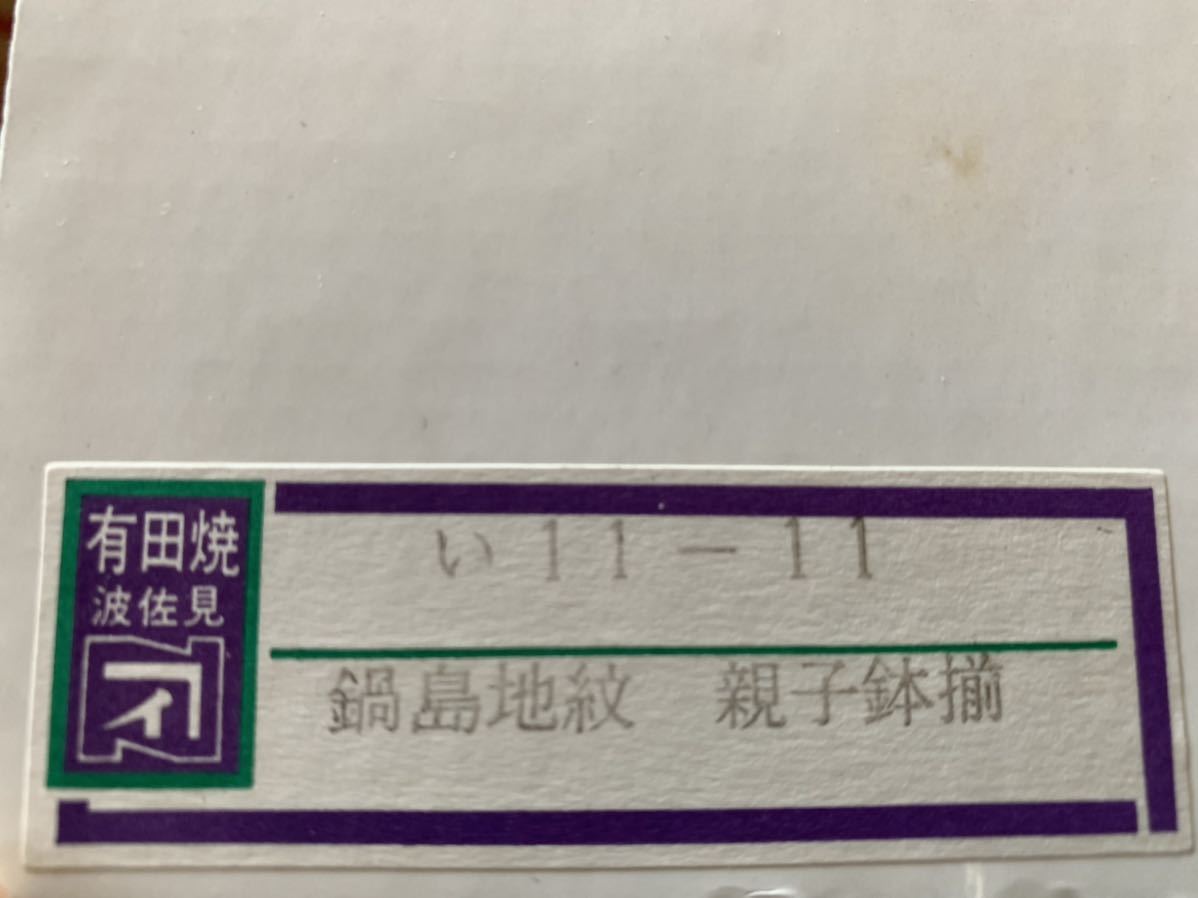 有田焼
波佐見
い11-11
鍋島地紋 親子鉢揃